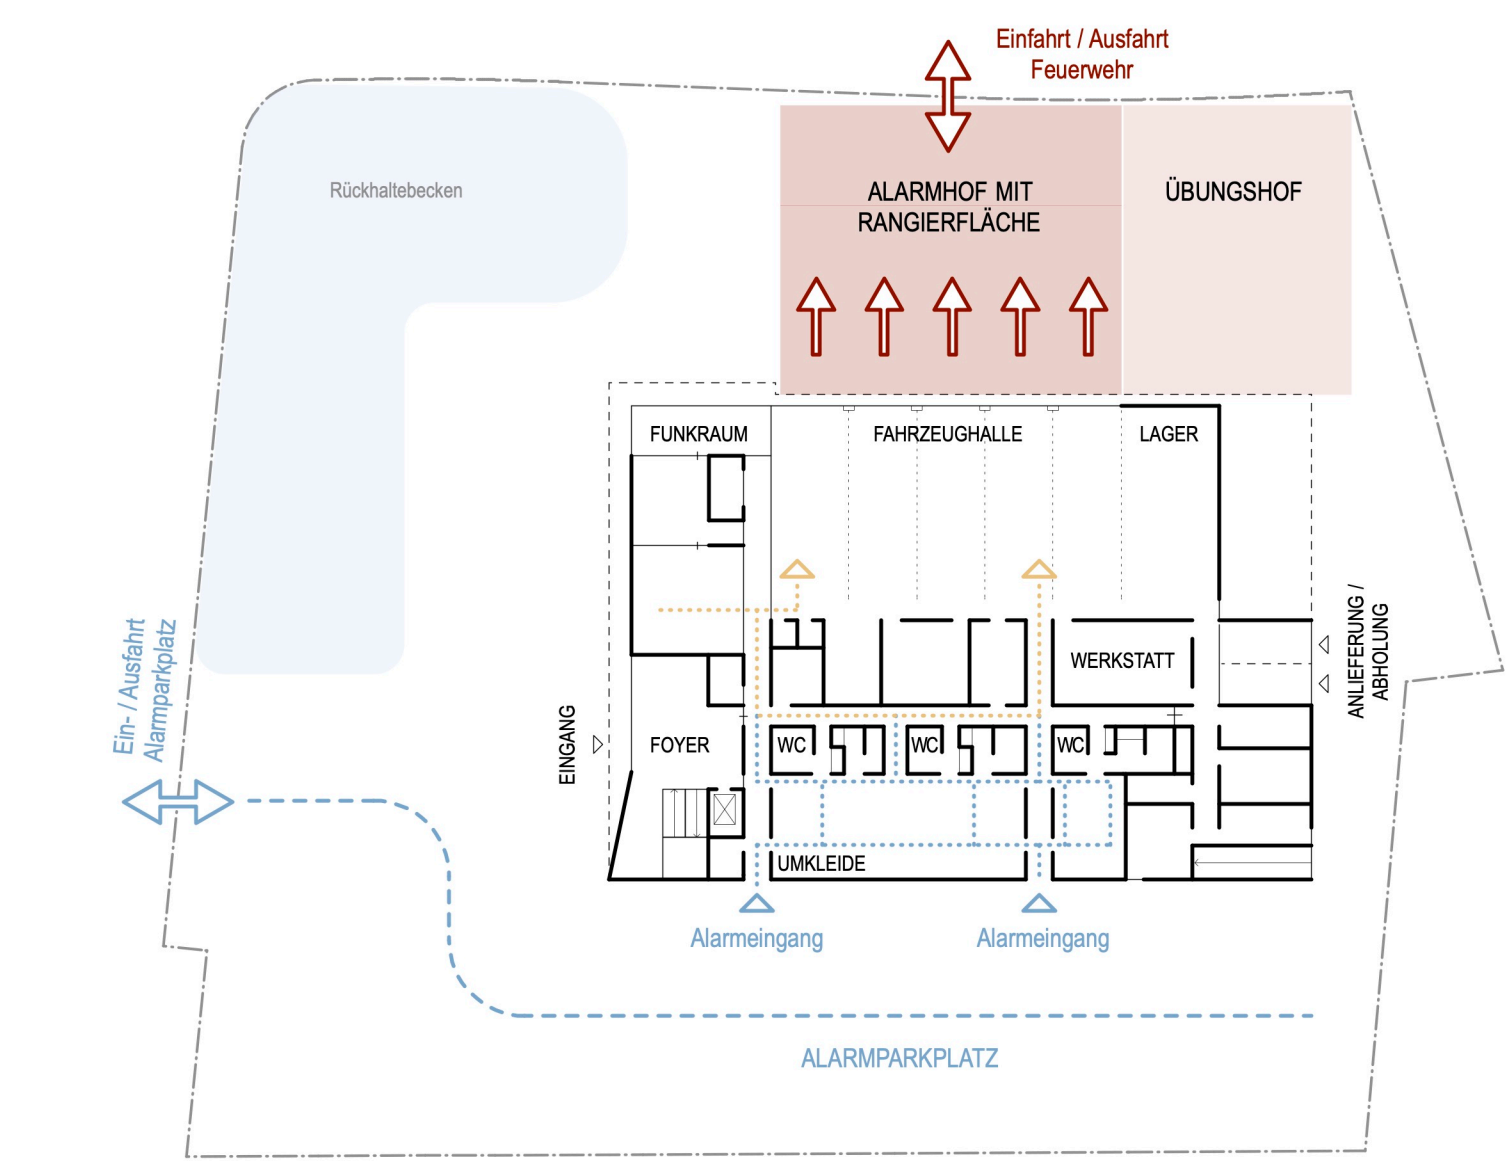 Einfahrt / Ausfahrt
Feuerwehr
Rückhaltebecken
ALARMHOF MIT
RANGIERFLÄCHE
ÜBUNGSHOF
FUNKRAUM
FAHRZEUGHALLE
LAGER
Ein- / Ausfahrt
Alarmparkplatz
WERKSTATT
ANLIEFERUNG /
ABHOLUNG
EINGANG
FOYER
WC
WC
WC
UMKLEIDE
Alarmeingang
Alarmeingang
ALARMPARKPLATZ